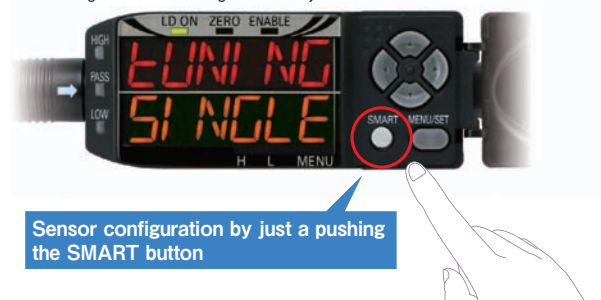 LD ON ZERO ENABLE
HIGH
tUNI NG
PASS
SI NGLE
LOW
SMART MENU/SET
H L MENU
Sensor configuration by just a pushing
the SMART button